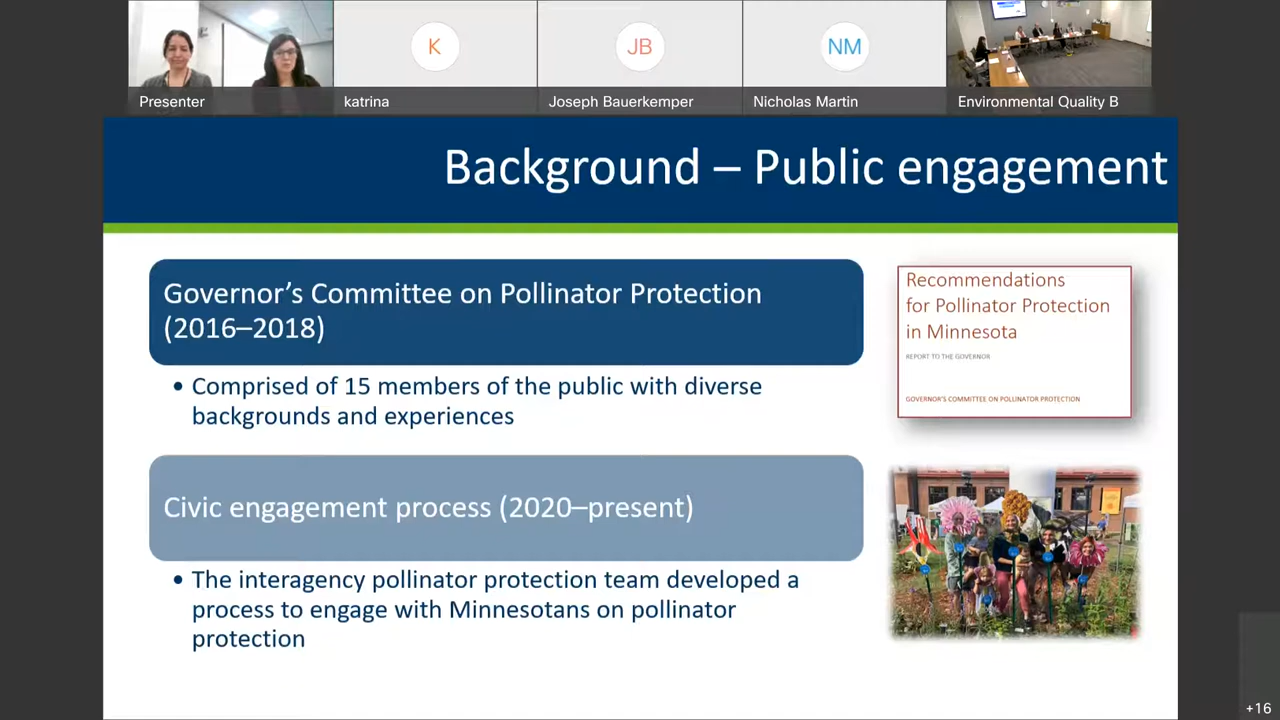 K
JB
NM
Presenter
katrina
Joseph Bauerkemper
Nicholas Martin
Environmental Quality B
Background – Public engagement
Governor’s Committee on Pollinator Protection
(2016–2018)
• Comprised of 15 members of the public with diverse
backgrounds and experiences
Recommendations
for Pollinator Protection
in Minnesota
REPORT TO THE GOVERNOR
GOVERNOR'S COMMITTEE ON POLLINATOR PROTECTION
Civic engagement process (2020–present)
• The interagency pollinator protection team developed a
process to engage with Minnesotans on pollinator
protection
+16